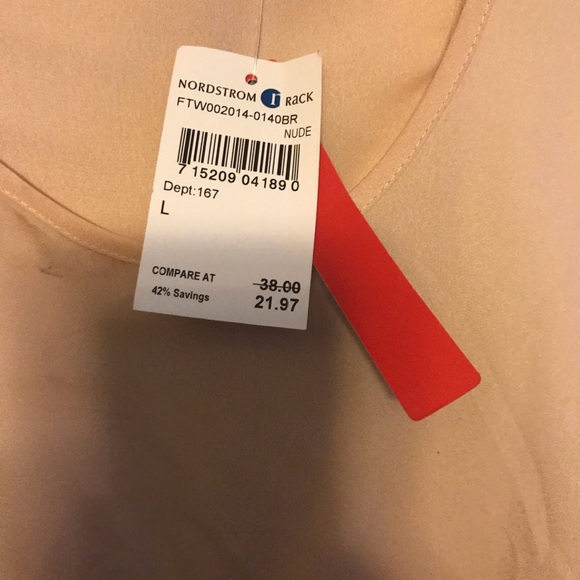 NORDSTROM r RACK
FTW002014-0140BR
NUDE
7 15209 04189 0
Dept:167
L
COMPARE AT 38.00
42% Savings 21.97